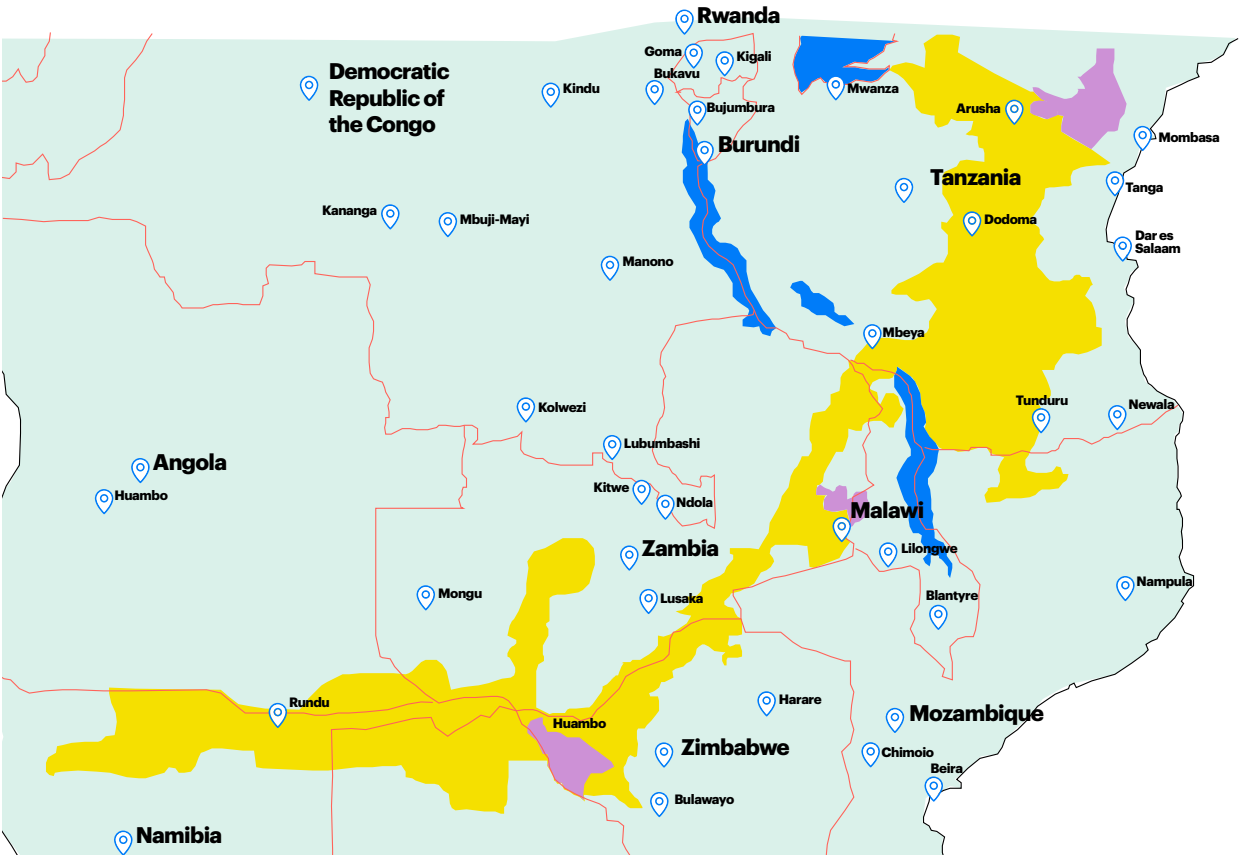 Rwanda
Goma
Kigali
Bukavu
Democratic
Republic of
the Congo
Kindu
Mwanza
Bujumbura
Arusha
Mombasa
Burundi
Tanzania
Tanga
Kananga
Mbuji-Mayi
Dodoma
Dar es
Salaam
Manono
Mbeya
Kolwezi
Tunduru
Newala
Lubumbashi
Angola
Huambo
Kitwe
Ndola
Malawi
Zambia
Lilongwe
Mongu
Lusaka
Blantyre
Nampula
Rundu
Harare
Huambo
Mozambique
Zimbabwe
Chimoio
Beira
Bulawayo
Namibia